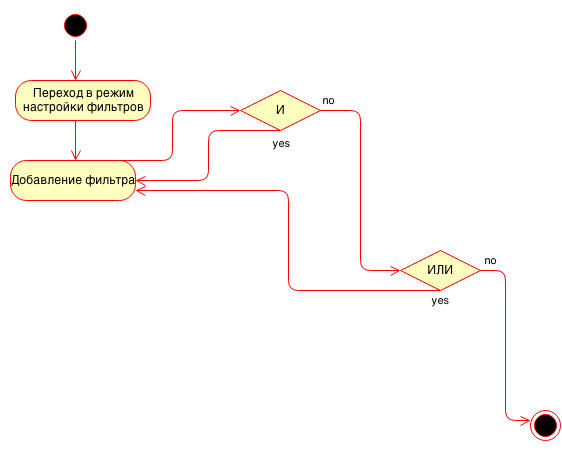 Переход в режим
настройки фильтров
И
no
yes
Добавление фильтра
ИЛИ
no
yes